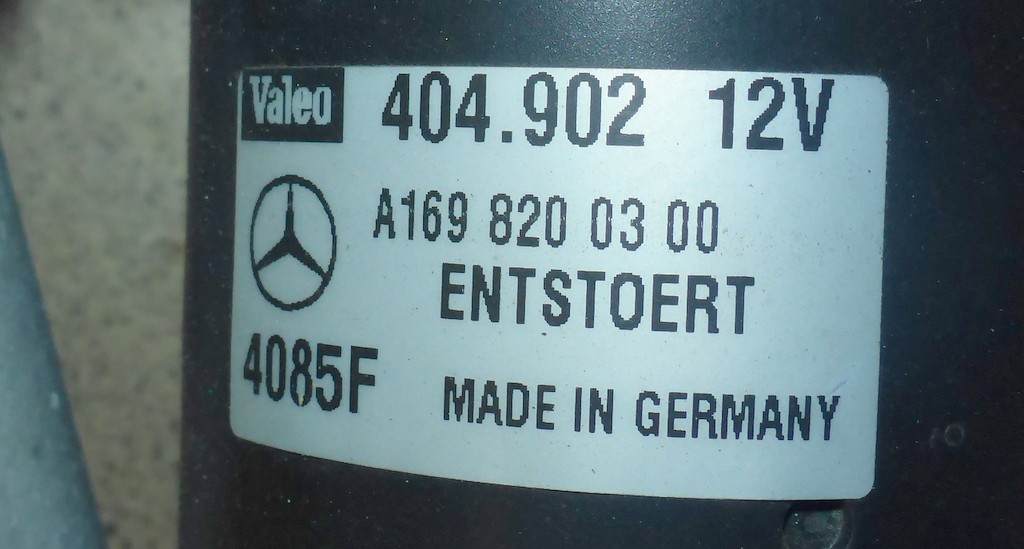 Valeo 404.902 12V
A169 820 03 00
ENTSTOERT
4085F MADE IN GERMANY